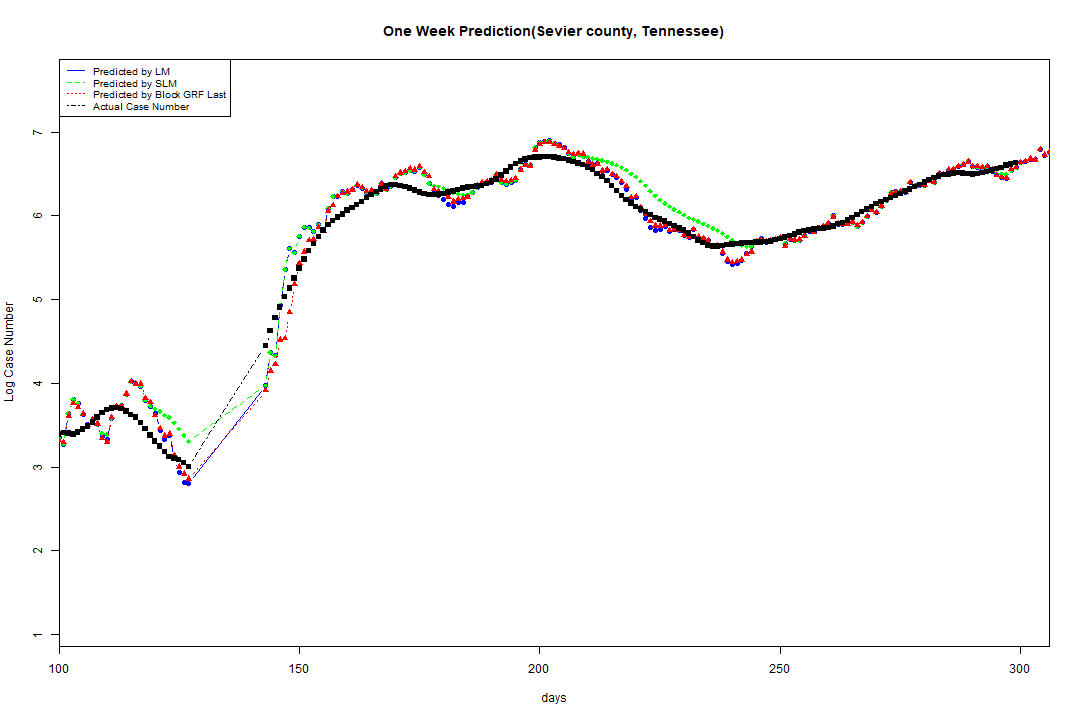 One Week Prediction(Sevier county, Tennessee)
Predicted by LM
Predicted by SLM
Predicted by Block GRF Last
Actual Case Number
7
6
5
4
3
2
1
Log Case Number
100 150 200 250 300
days